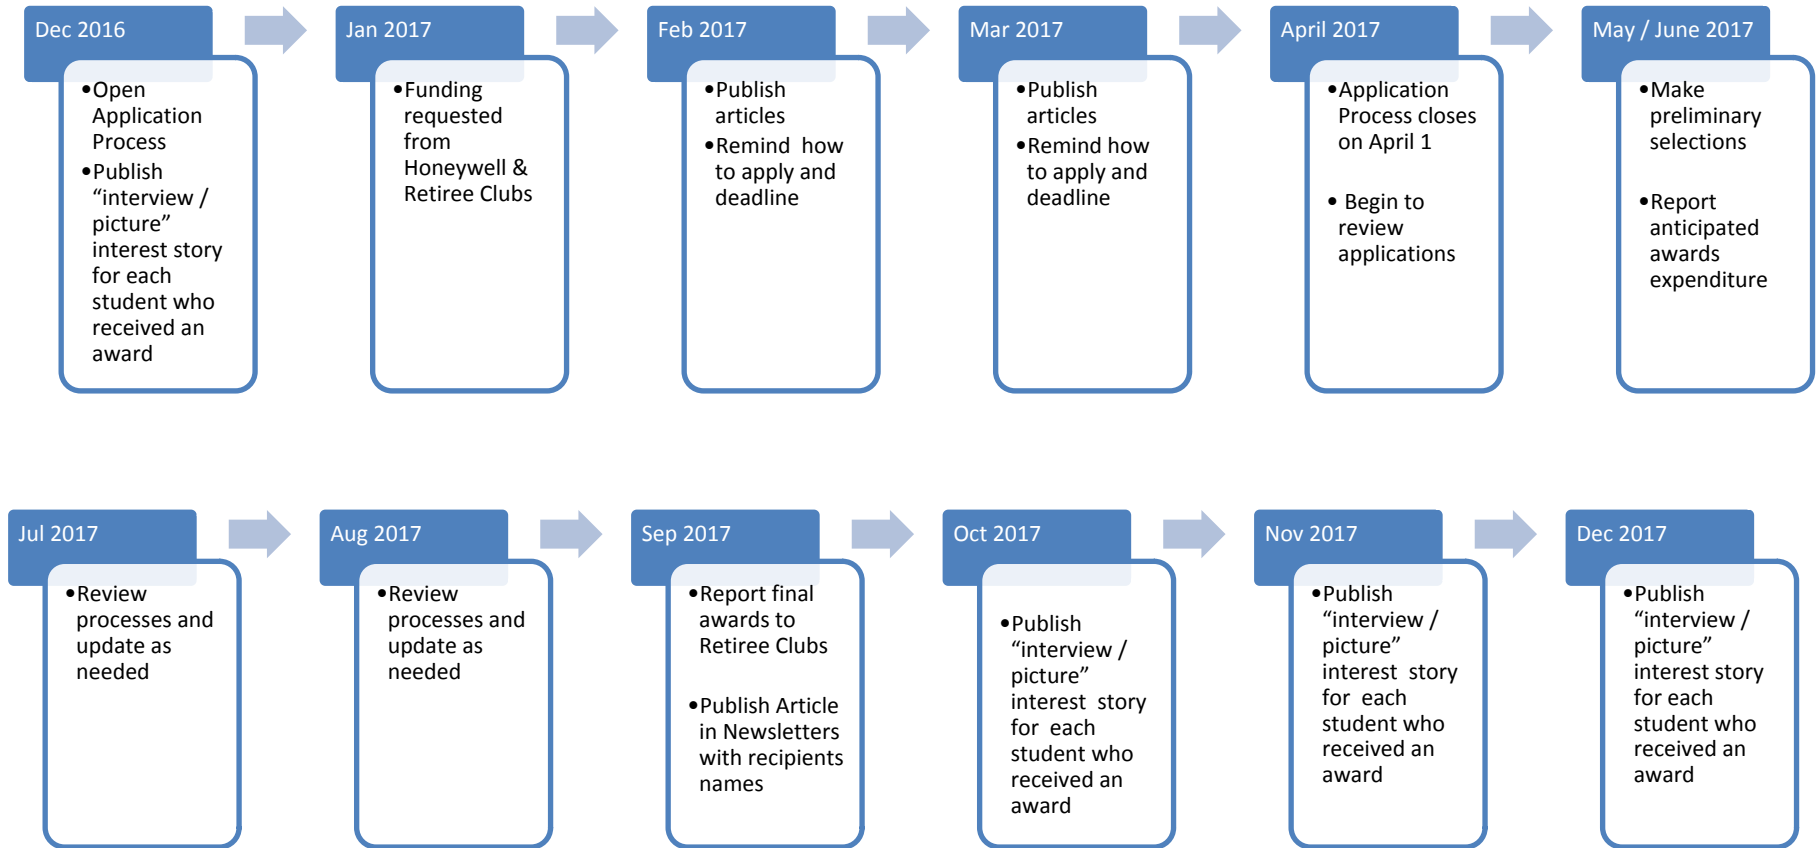 Dec 2016
•Open
Application
Process
•Publish
“interview /
picture”
interest story
for each
student who
received an
award
Jan 2017
•Funding
requested
from
Honeywell &
Retiree Clubs
Feb 2017
•Publish
articles
•Remind how
to apply and
deadline
Mar 2017
•Publish
articles
•Remind how
to apply and
deadline
April 2017
•Application
Process closes
on April 1
• Begin to
review
applications
May / June 2017
•Make
preliminary
selections
•Report
anticipated
awards
expenditure
Jul 2017
•Review
processes and
update as
needed
Aug 2017
•Review
processes and
update as
needed
Sep 2017
•Report final
awards to
Retiree Clubs
•Publish Article
in Newsletters
with recipients
names
Oct 2017
•Publish
“interview /
picture”
interest story
for each
student who
received an
award
Nov 2017
•Publish
“interview /
picture”
interest story
for each
student who
received an
award
Dec 2017
•Publish
“interview /
picture”
interest story
for each
student who
received an
award